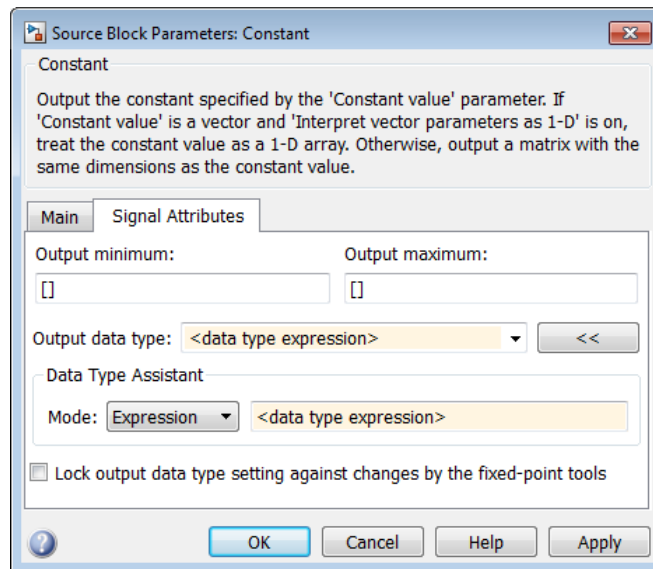 Source Block Parameters: Constant
Constant
Output the constant specified by the 'Constant value' parameter. If
'Constant value' is a vector and 'Interpret vector parameters as 1-D' is on,
treat the constant value as a 1-D array. Otherwise, output a matrix with the
same dimensions as the constant value.
Main Signal Attributes
Output minimum: Output maximum:
[] []
Output data type: <data type expression> <<
Data Type Assistant
Mode: Expression <data type expression>
Lock output data type setting against changes by the fixed-point tools
? OK Cancel Help Apply